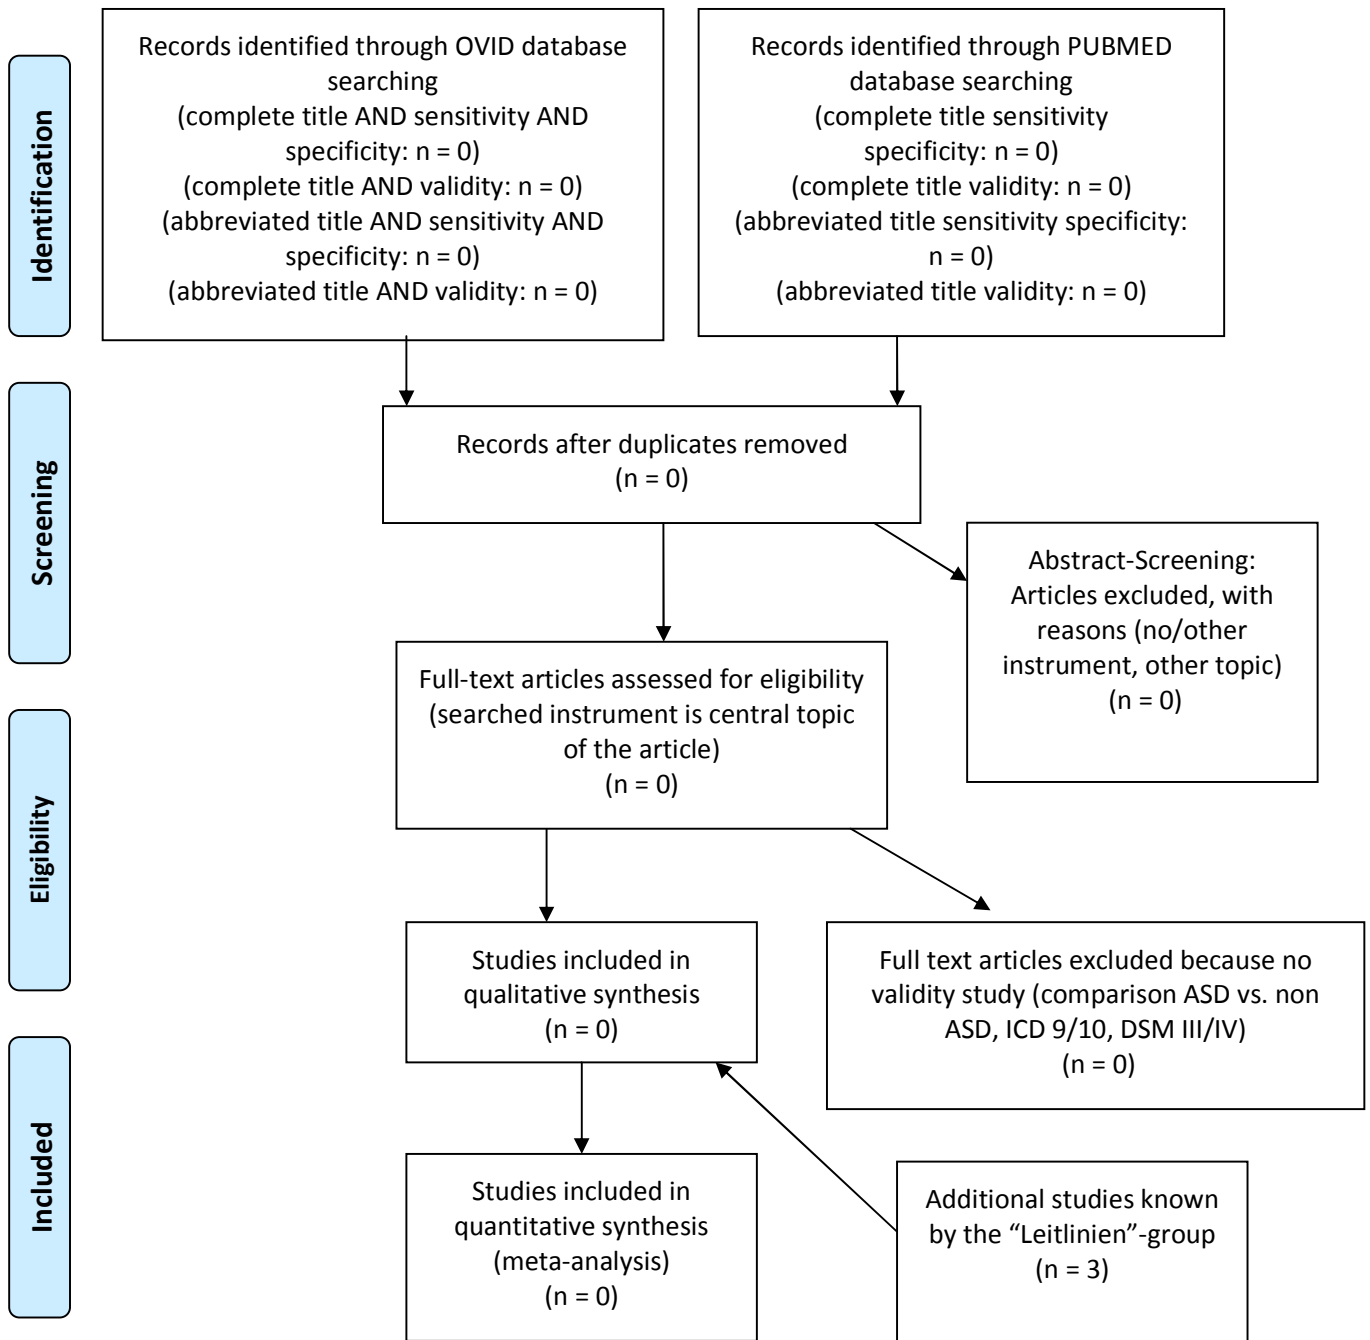 Identification
Records identified through OVID database
searching
(complete title AND sensitivity AND
specificity: n = 0)
(complete title AND validity: n = 0)
(abbreviated title AND sensitivity AND
specificity: n = 0)
(abbreviated title AND validity: n = 0)
Records identified through PUBMED
database searching
(complete title sensitivity
specificity: n = 0)
(complete title validity: n = 0)
(abbreviated title sensitivity specificity:
n = 0)
(abbreviated title validity: n = 0)
Screening
Records after duplicates removed
(n = 0)
Abstract-Screening:
Articles excluded, with
reasons (no/other
instrument, other topic)
(n = 0)
Full-text articles assessed for eligibility
(searched instrument is central topic
of the article)
(n = 0)
Eligibility
Studies included in
qualitative synthesis
(n = 0)
Full text articles excluded because no
validity study (comparison ASD vs. non
ASD, ICD 9/10, DSM III/IV)
(n = 0)
Included
Studies included in
quantitative synthesis
(meta-analysis)
(n = 0)
Additional studies known
by the “Leitlinien”-group
(n = 3)